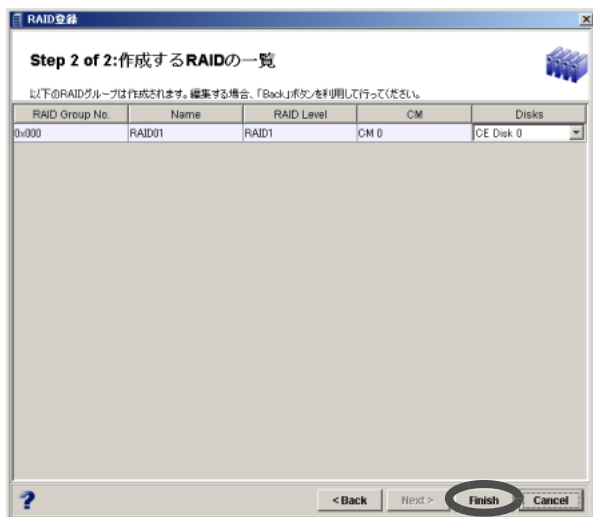 RAID登録
Step 2 of 2:作成するRAIDの一覧
以下のRAIDグループは作成されます。編集する場合、「Back」ボタンを利用して行ってください。
RAID Group No. Name RAID Level CM Disks
0x000 RAID01 RAID1 CM 0 CE Disk 0
? < Back Next > Finish Cancel